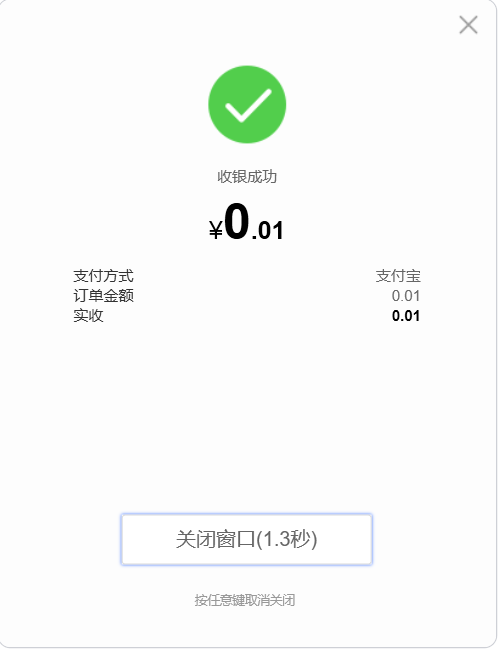 收银成功
¥0.01
支付方式 支付宝
订单金额 0.01
实收 0.01
关闭窗口(1.3秒)
按任意键取消关闭